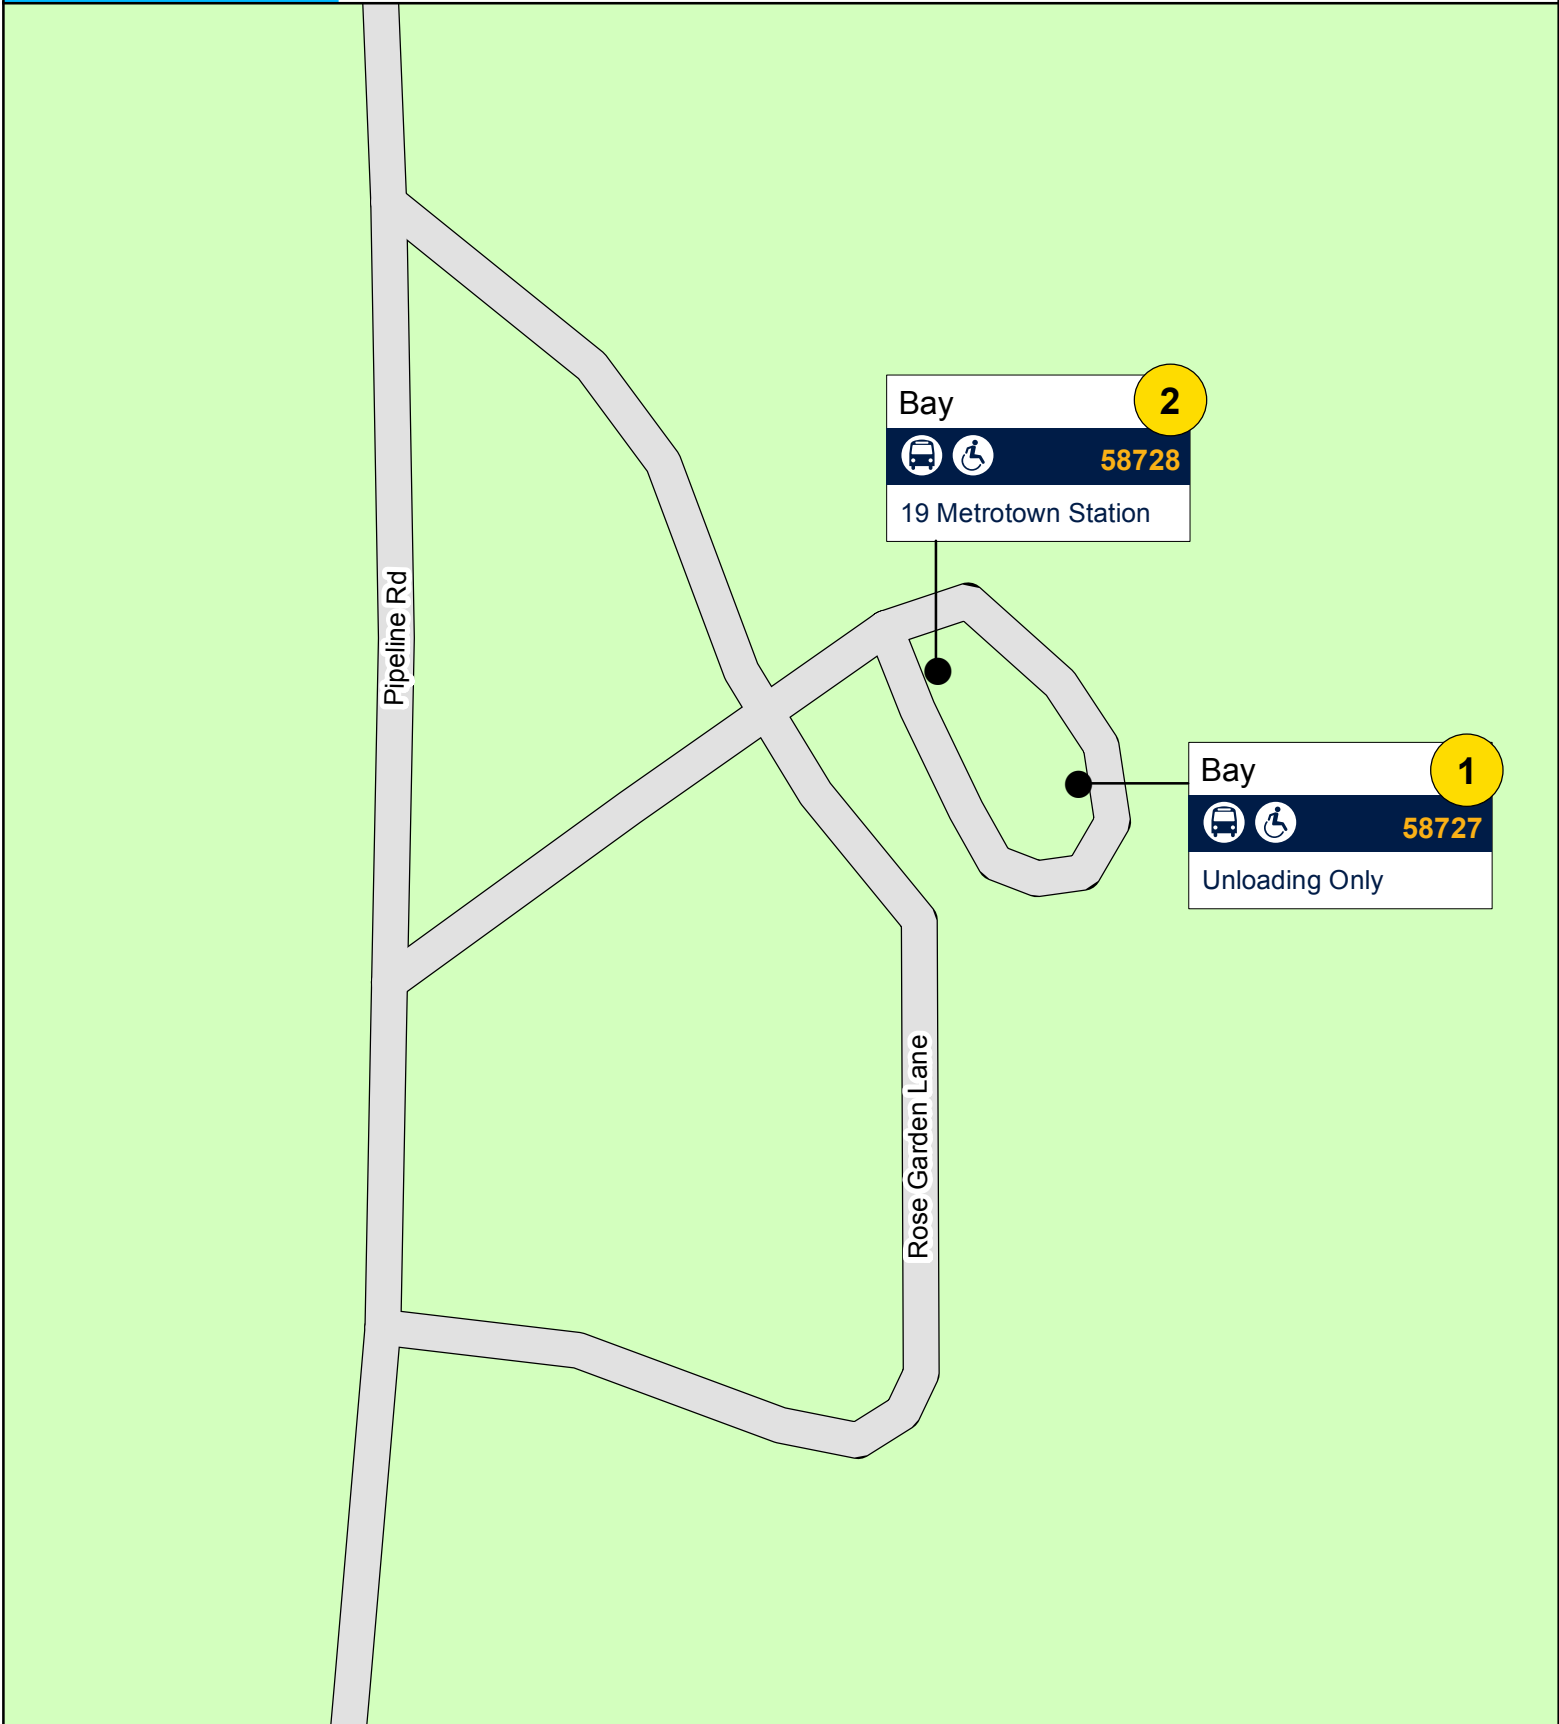 Bay 2
58728
19 Metrotown Station
Pipeline Rd
Bay 1
58727
Unloading Only
Rose Garden Lane